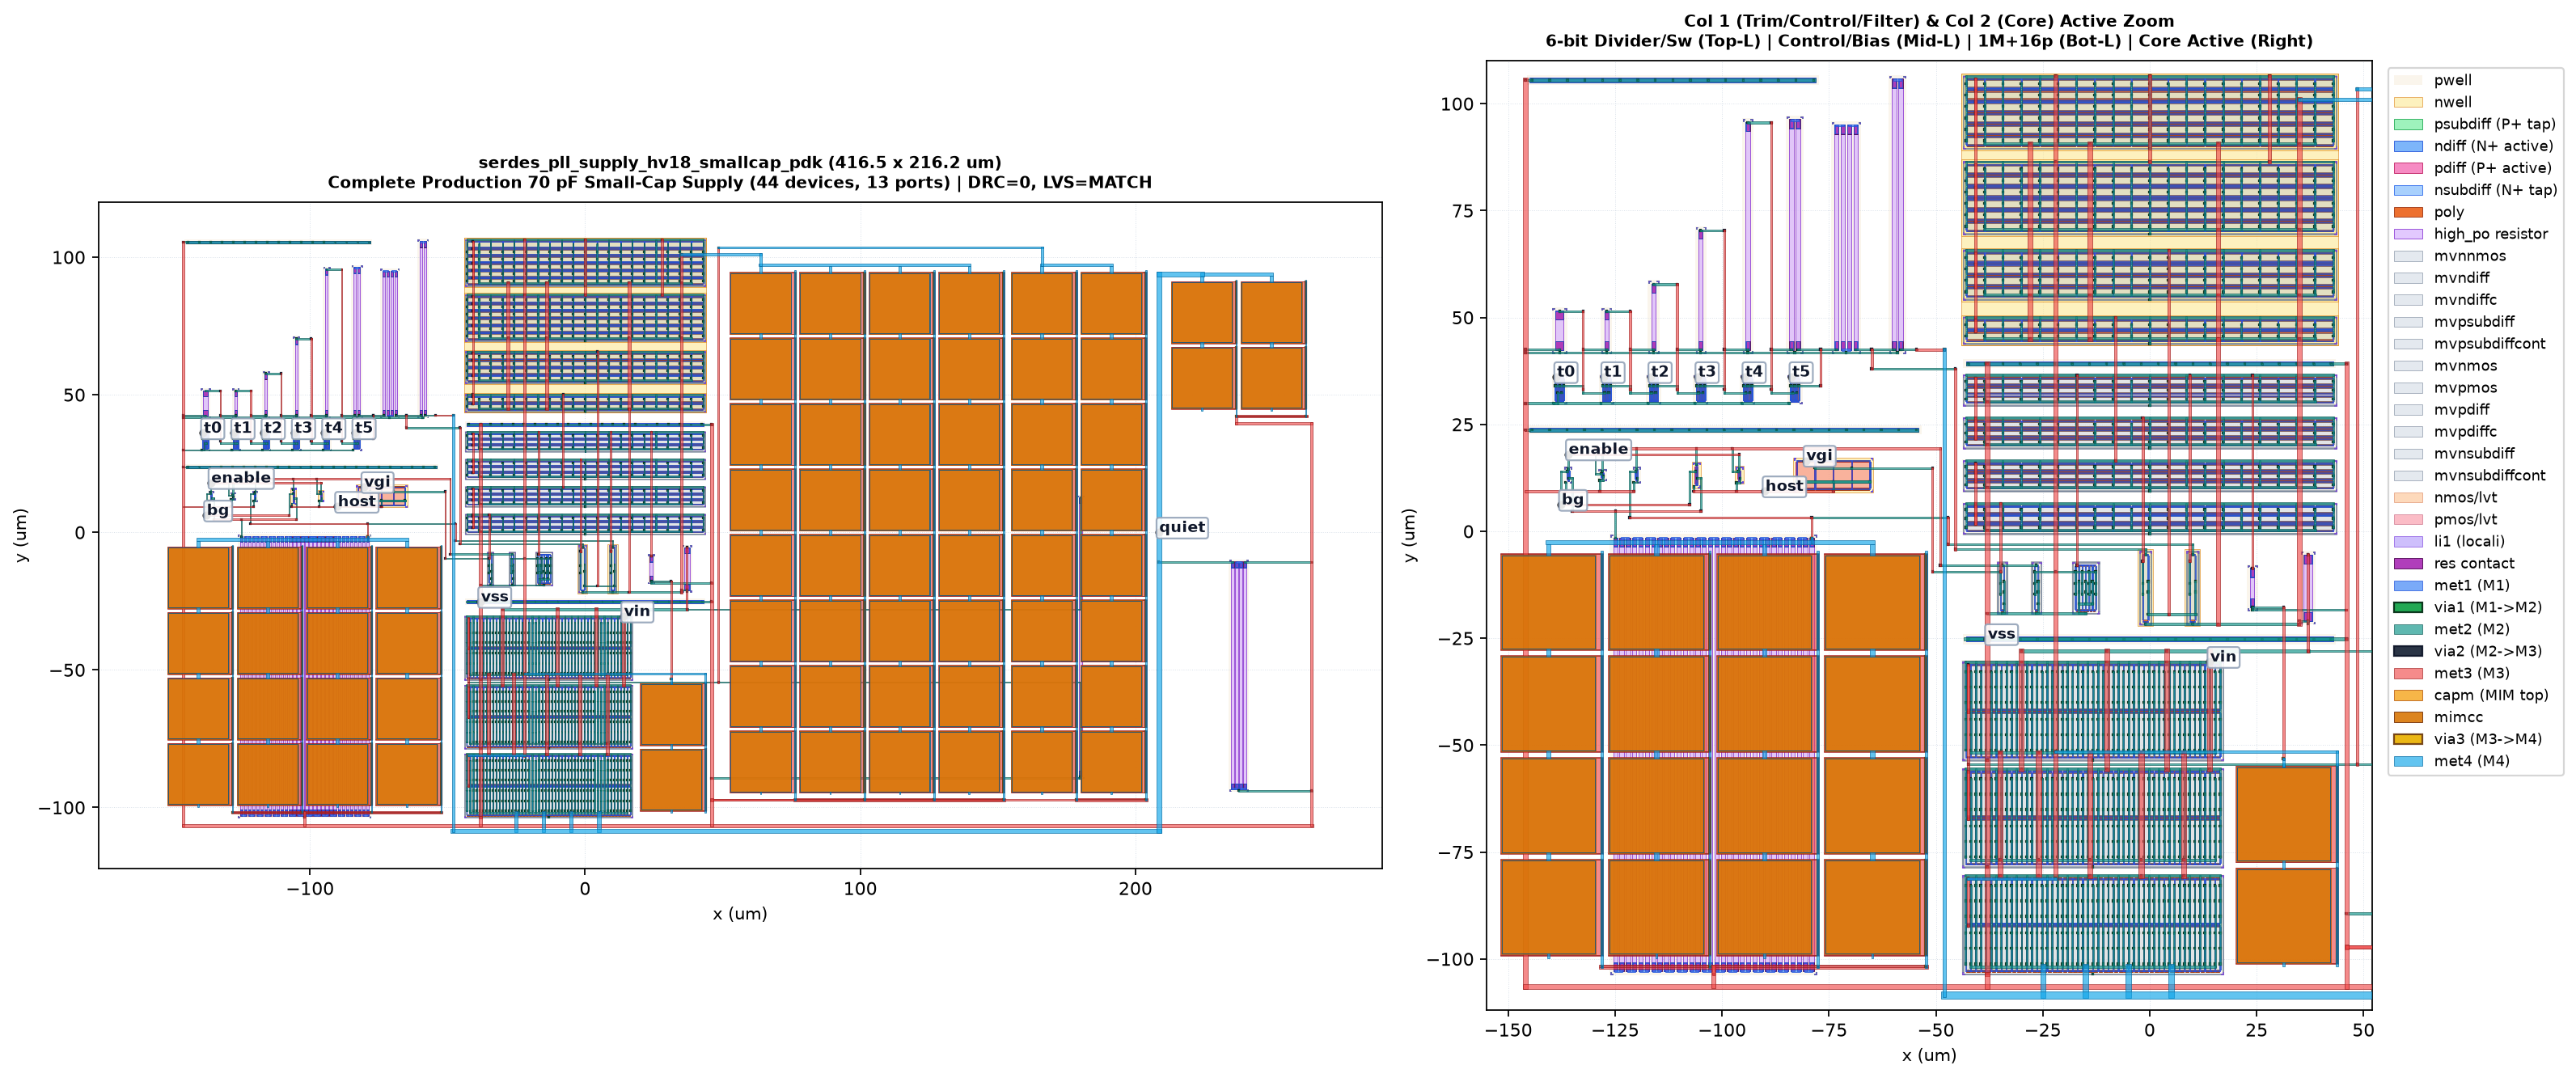 serdes_pll_supply_hv18_smallcap_pdk (416.5 x 216.2 um)
Complete Production 70 pF Small-Cap Supply (44 devices, 13 ports) | DRC=0, LVS=MATCH
100
50
0
−50
−100
y (um)
t0
t1
t2
t3
t4
t5
enable
vgi
host
bg
vss
vin
quiet
−100
0
100
200
x (um)
Col 1 (Trim/Control/Filter) & Col 2 (Core) Active Zoom
6-bit Divider/Sw (Top-L) | Control/Bias (Mid-L) | 1M+16p (Bot-L) | Core Active (Right)
100
75
50
25
0
−25
−50
−75
−100
y (um)
t0
t1
t2
t3
t4
t5
enable
vgi
host
bg
vss
vin
−150
−125
−100
−75
−50
−25
0
25
50
x (um)
pwell
nwell
psubdiff (P+ tap)
ndiff (N+ active)
pdiff (P+ active)
nsubdiff (N+ tap)
poly
high_po resistor
mvnnmos
mvndiff
mvndiffc
mvpsubdiff
mvpsubdiffcont
mvnmos
mvpmos
mvpdiff
mvpdiffc
mvnsubdiff
mvnsubdiffcont
nmos/lvt
pmos/lvt
li1 (locali)
res contact
met1 (M1)
via1 (M1->M2)
met2 (M2)
via2 (M2->M3)
met3 (M3)
capm (MIM top)
mimcc
via3 (M3->M4)
met4 (M4)